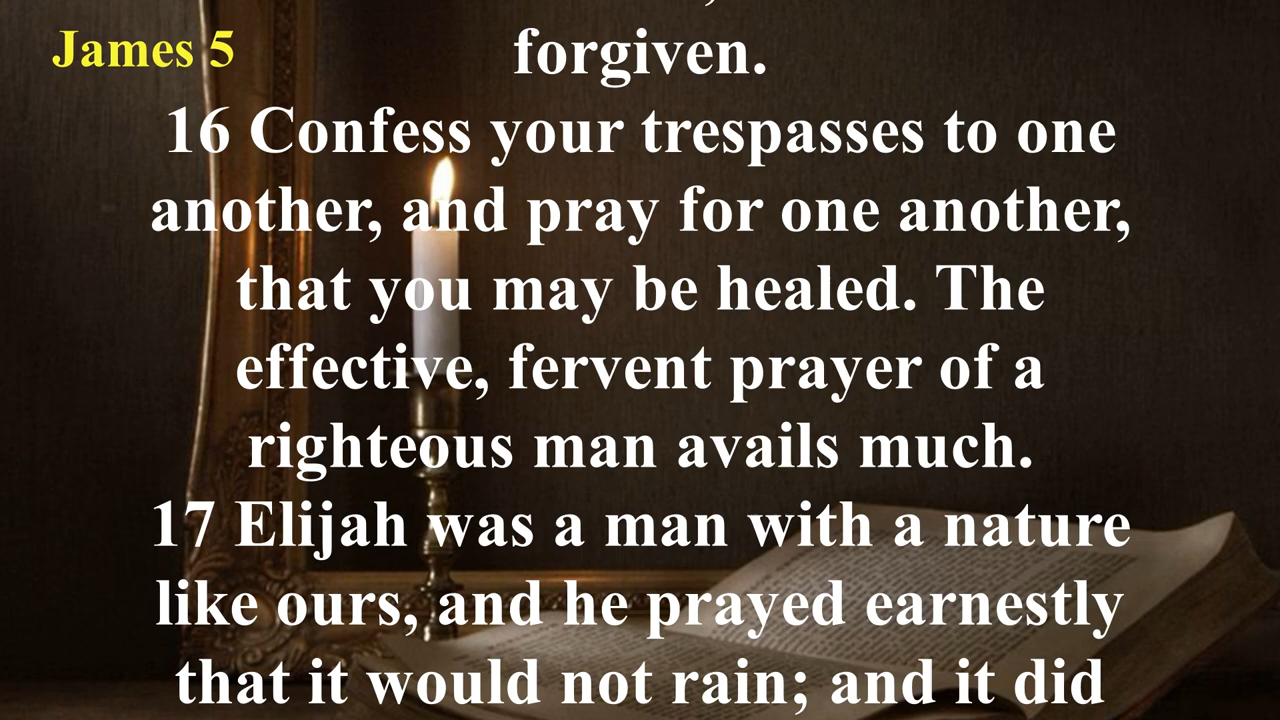 James 5
forgiven.
16 Confess your trespasses to one
another, and pray for one another,
that you may be healed. The
effective, fervent prayer of a
righteous man avails much.
17 Elijah was a man with a nature
like ours, and he prayed earnestly
that it would not rain; and it did